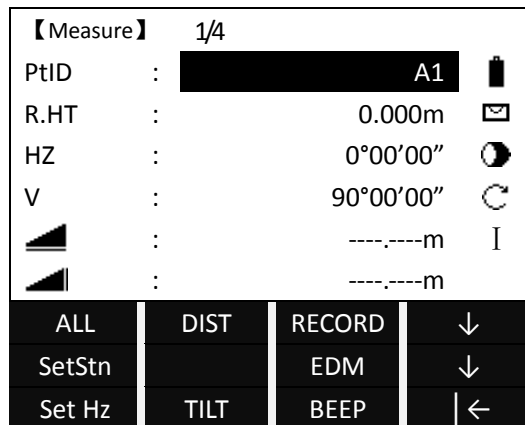 【Measure】 1/4
PtID : A1
R.HT : 0.000m
HZ : 0°00′00″
V : 90°00′00″
: ----.----m I
: ----.----m
ALL DIST RECORD ↓
SetStn EDM ↓
Set Hz TILT BEEP |←